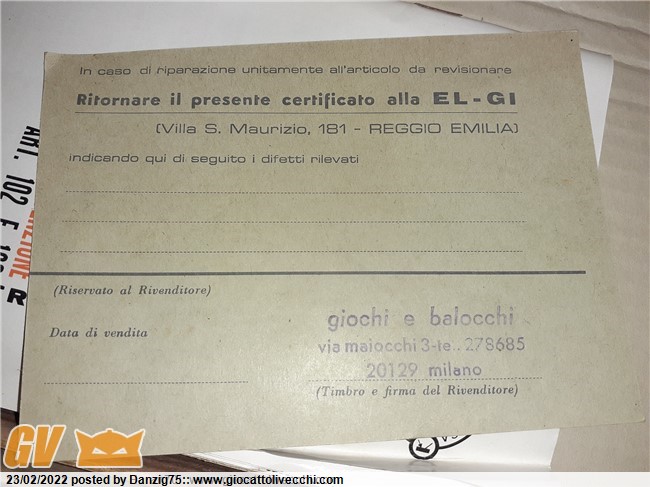 In caso di riparazione unitamente all'articolo da revisionare
Ritornare il presente certificato alla EL-GI
(Villa S. Maurizio, 181 - REGGIO EMILIA)
indicando qui di seguito i difetti rilevati
(Riservato al Rivenditore)
Data di vendita
giochi e balocchi
via maiocchi 3-te.. 278685
20129 milano
(Timbro e firma del Rivenditore)
ART. 102 E
GV
23/02/2022 posted by Danzig75:: www.giocattolivecchi.com